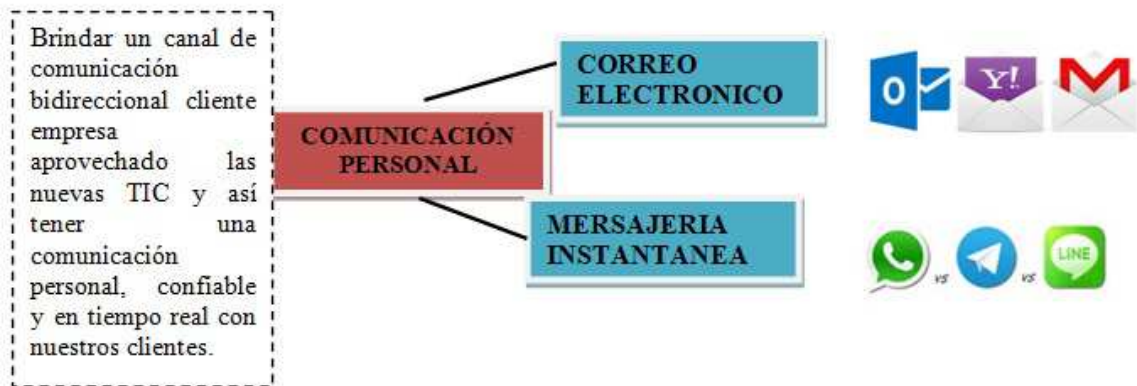 Brindar un canal de
comunicación
bidireccional cliente
empresa
aprovechado las
nuevas TIC y así
tener una
comunicación
personal, confiable
y en tiempo real con
nuestros clientes.
COMUNICACIÓN
PERSONAL
CORREO
ELECTRONICO
O
Y!
M
MERSAJERIA
INSTANTANEA
vs
vs
LINE